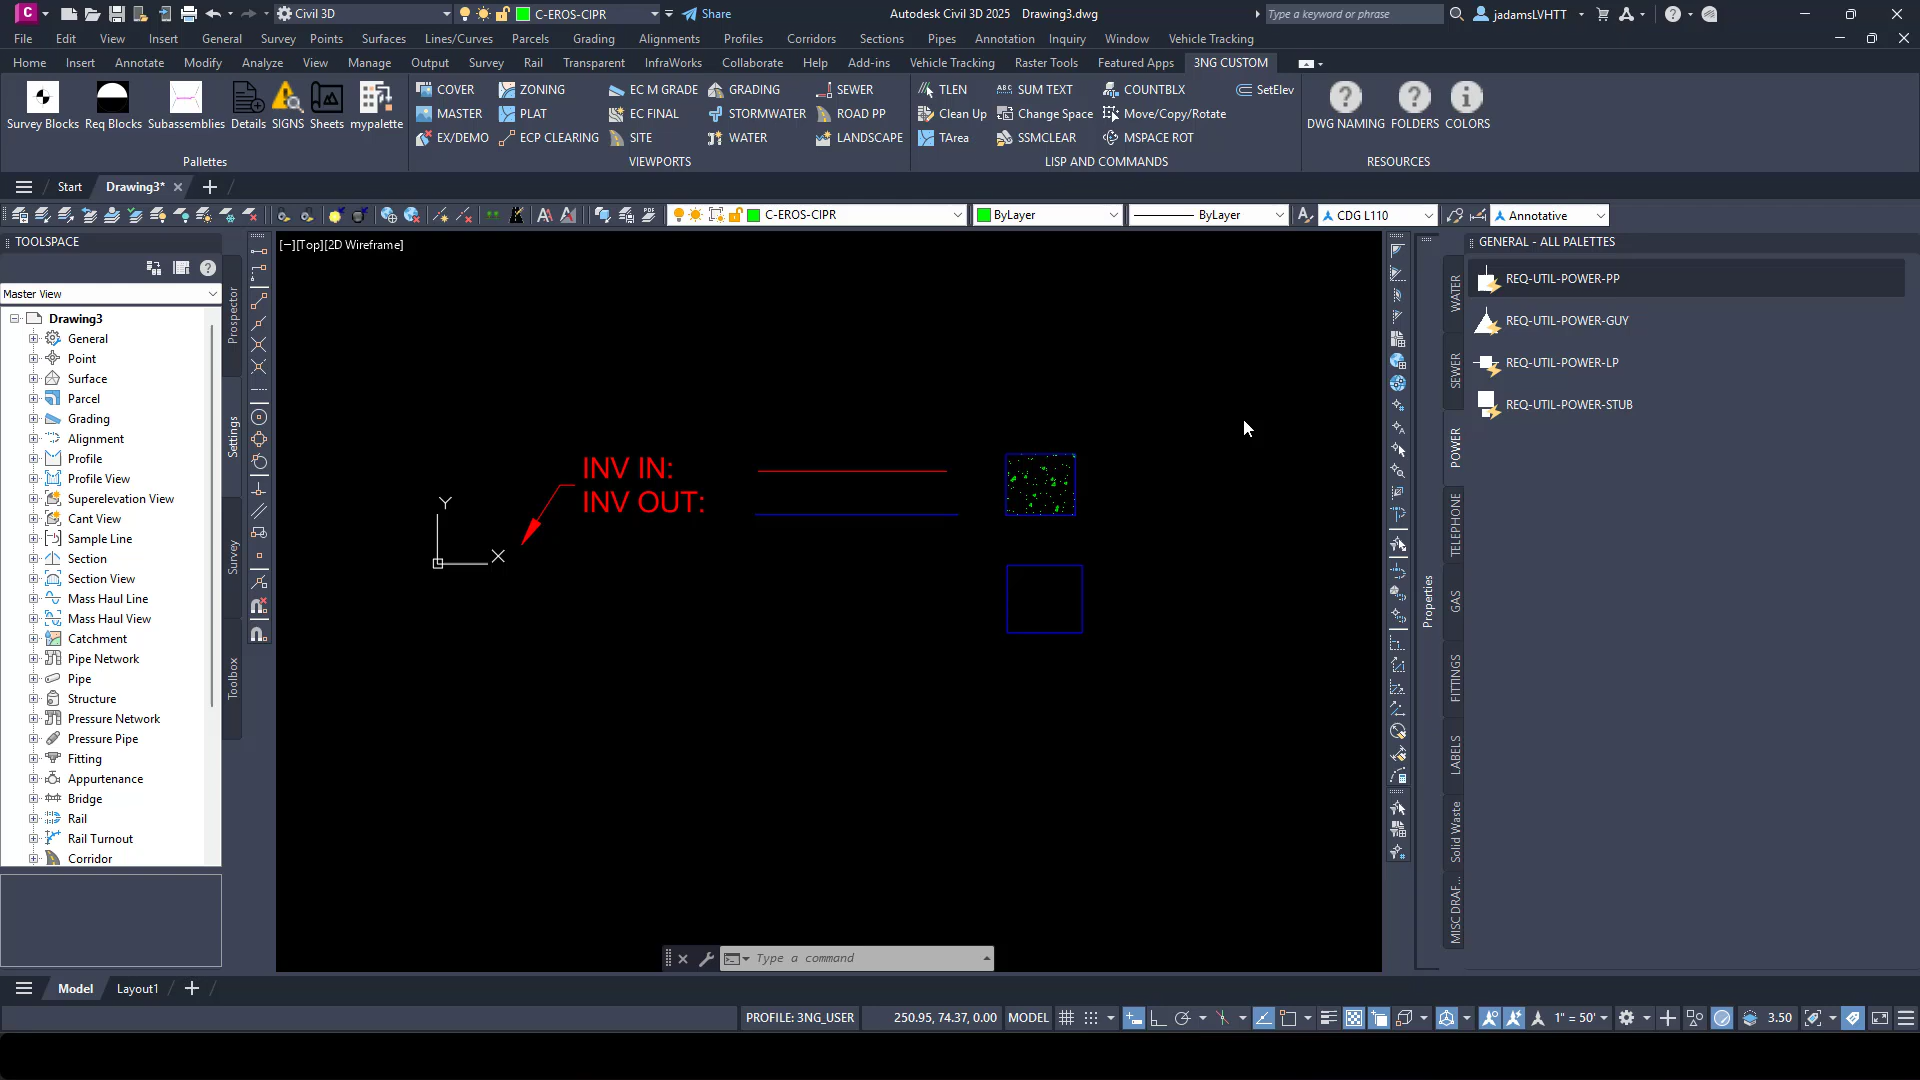 C Civil 3D C-EROS-CIPR Share Autodesk Civil 3D 2025 Drawing3.dwg Type a keyword or phrase jadamsLVHTT
File Edit View Insert General Survey Points Surfaces Lines/Curves Parcels Grading Alignments Profiles Corridors Sections Pipes Annotation Inquiry Window Vehicle Tracking
Home Insert Annotate Modify Analyze View Manage Output Survey Rail Transparent InfraWorks Collaborate Help Add-ins Vehicle Tracking Raster Tools Featured Apps 3NG CUSTOM
COVER ZONING EC M GRADE GRADING SEWER TLEN SUM TEXT COUNTBLX SetElev
MASTER PLAT EC FINAL STORMWATER ROAD PP Clean Up Change Space Move/Copy/Rotate
Survey Blocks Req Blocks Subassemblies Details SIGNS Sheets mypalette DWG NAMING FOLDERS COLORS
EX/DEMO ECP CLEARING SITE WATER LANDSCAPE TArea SSMCLEAR MSPACE ROT
Pallettes VIEWPORTS LISP AND COMMANDS RESOURCES
Start Drawing3*
C-EROS-CIPR ByLayer ByLayer CDG L110 Annotative
TOOLSPACE
Master View
Drawing3
General
Point
Surface
Parcel
Grading
Alignment
Profile
Profile View
Superelevation View
Cant View
Sample Line
Section
Section View
Mass Haul Line
Mass Haul View
Catchment
Pipe Network
Pipe
Structure
Pressure Network
Pressure Pipe
Fitting
Appurtenance
Bridge
Rail
Rail Turnout
Corridor
Prospector
Settings
Survey
Toolbox
[−][Top][2D Wireframe]
INV IN:
INV OUT:
Y
X
Properties
GENERAL - ALL PALETTES
REQ-UTIL-POWER-PP
REQ-UTIL-POWER-GUY
REQ-UTIL-POWER-LP
REQ-UTIL-POWER-STUB
WATER
SEWER
POWER
TELEPHONE
GAS
FITTINGS
LABELS
Solid Waste
MISC DRAF...
Type a command
Model Layout1
PROFILE: 3NG_USER 250.95, 74.37, 0.00 MODEL 1" = 50' 3.50